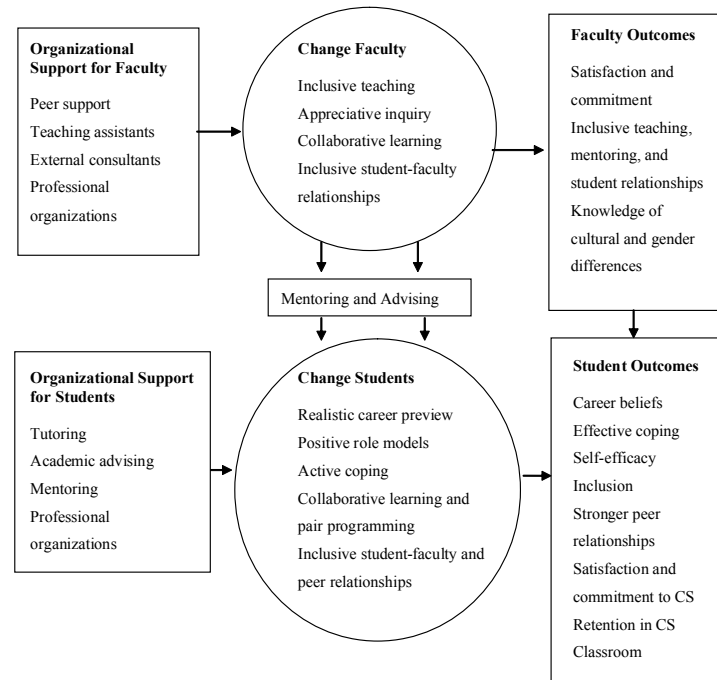 Organizational
Support for Faculty
Peer support
Teaching assistants
External consultants
Professional
organizations
Change Faculty
Inclusive teaching
Appreciative inquiry
Collaborative learning
Inclusive student-faculty
relationships
Faculty Outcomes
Satisfaction and
commitment
Inclusive teaching,
mentoring, and
student relationships
Knowledge of
cultural and gender
differences
Mentoring and Advising
Organizational Support
for Students
Tutoring
Academic advising
Mentoring
Professional
organizations
Change Students
Realistic career preview
Positive role models
Active coping
Collaborative learning and
pair programming
Inclusive student-faculty and
peer relationships
Student Outcomes
Career beliefs
Effective coping
Self-efficacy
Inclusion
Stronger peer
relationships
Satisfaction and
commitment to CS
Retention in CS
Classroom